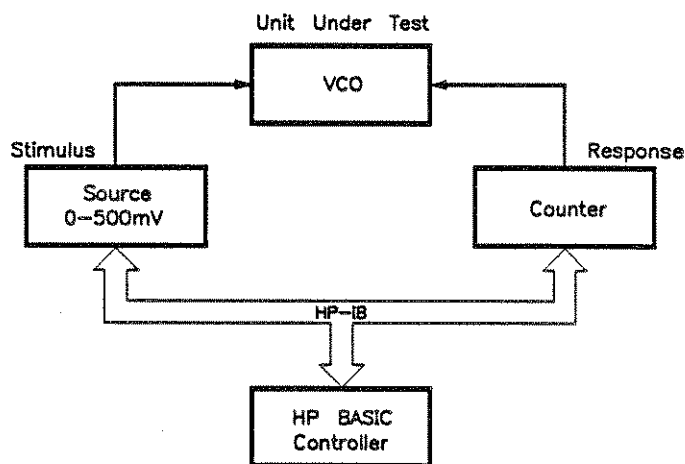 Unit Under Test
VCO
Stimulus
Source
0-500mV
Response
Counter
HP-IB
HP BASIC
Controller